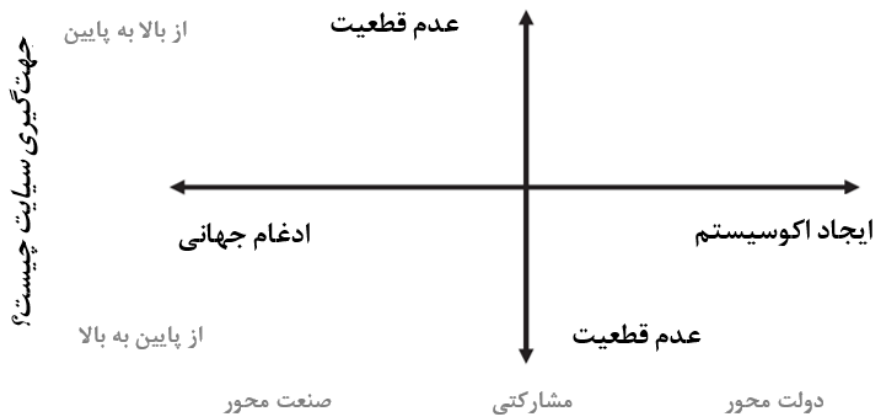 عدم قطعیت
از بالا به پایین
جهت‌گیری سیایت چیست؟
ایجاد اکوسیستم
ادغام جهانی
عدم قطعیت
از پایین به بالا
دولت محور
مشارکتی
صنعت محور